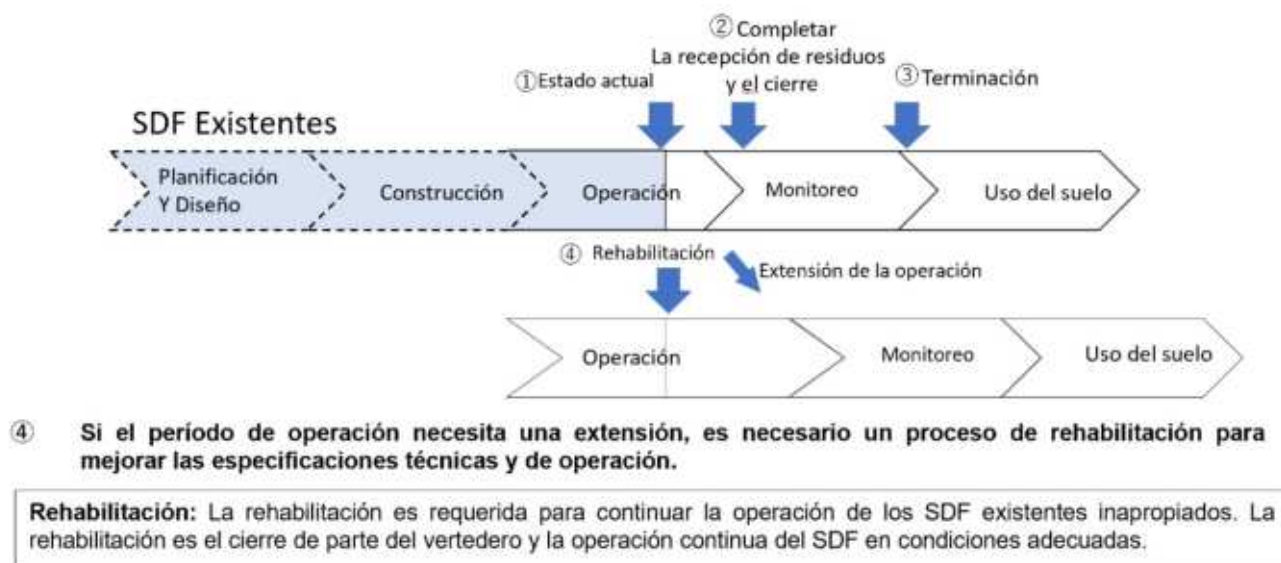 ② Completar
La recepción de residuos
y el cierre
① Estado actual
③ Terminación
SDF Existentes
Planificación
Y Diseño
Construcción
Operación
Monitoreo
Uso del suelo
④ Rehabilitación
Extensión de la operación
Operación
Monitoreo
Uso del suelo
④ Si el período de operación necesita una extensión, es necesario un proceso de rehabilitación para
mejorar las especificaciones técnicas y de operación.
Rehabilitación: La rehabilitación es requerida para continuar la operación de los SDF existentes inapropiados. La
rehabilitación es el cierre de parte del vertedero y la operación continua del SDF en condiciones adecuadas.